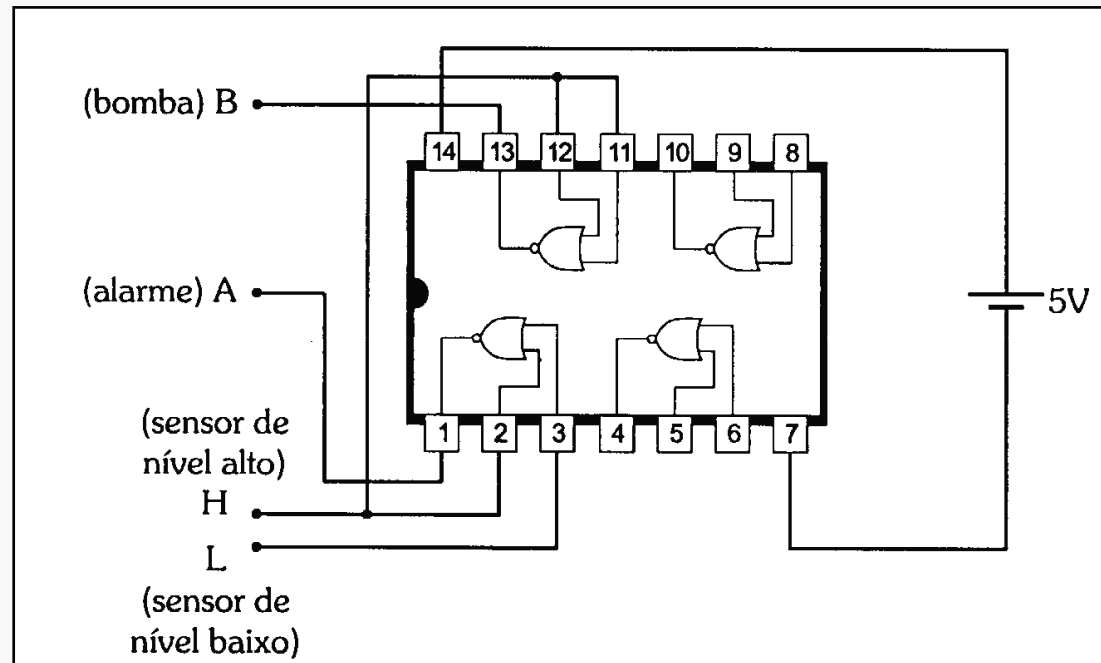 (bomba) B
14 13 12 11 10 9 8
(alarme) A
5V
1 2 3 4 5 6 7
(sensor de
nível alto)
H
L
(sensor de
nível baixo)